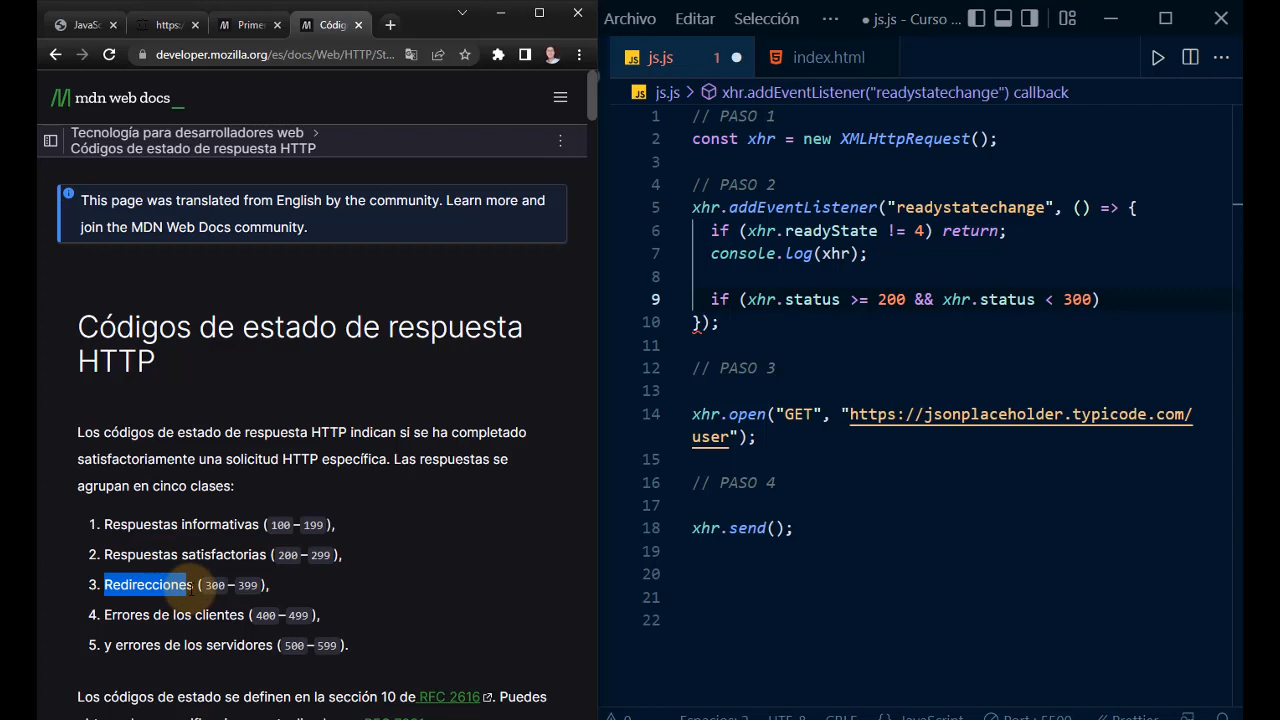 JavaSc
https:
Prime
Códig
developer.mozilla.org/es/docs/Web/HTTP/St...
mdn web docs_
Tecnología para desarrolladores web
Códigos de estado de respuesta HTTP
This page was translated from English by the community. Learn more and
join the MDN Web Docs community.
Códigos de estado de respuesta
HTTP
Los códigos de estado de respuesta HTTP indican si se ha completado
satisfactoriamente una solicitud HTTP específica. Las respuestas se
agrupan en cinco clases:
1. Respuestas informativas (100–199),
2. Respuestas satisfactorias (200–299),
3. Redirecciones (300–399),
4. Errores de los clientes (400–499),
5. y errores de los servidores (500–599).
Los códigos de estado se definen en la sección 10 de RFC 2616. Puedes
Archivo Editar Selección ··· ● js.js - Curso ...
JS js.js 1
index.html
JS js.js > xhr.addEventListener("readystatechange") callback
1 // PASO 1
2 const xhr = new XMLHttpRequest();
3
4 // PASO 2
5 xhr.addEventListener("readystatechange", () => {
6 if (xhr.readyState != 4) return;
7 console.log(xhr);
8
9 if (xhr.status >= 200 && xhr.status < 300)
10 });
11
12 // PASO 3
13
14 xhr.open("GET", "https://jsonplaceholder.typicode.com/
user");
15
16 // PASO 4
17
18 xhr.send();
19
20
21
22